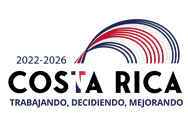 2022-2026
COSTA RICA
TRABAJANDO, DECIDIENDO, MEJORANDO